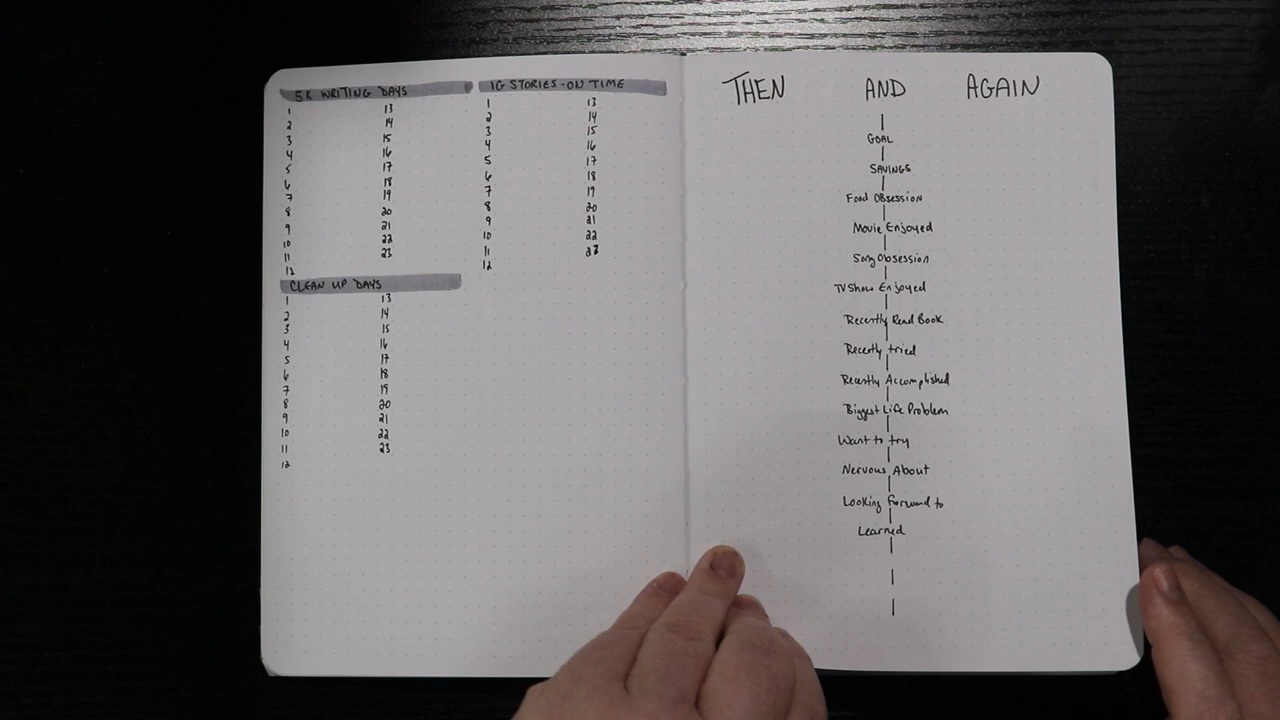 5K WRITING DAYS
1 13
2 14
3 15
4 16
5 17
6 18
7 19
8 20
9 21
10 22
11 23
12
IG STORIES - ON TIME
1 13
2 14
3 15
4 16
5 17
6 18
7 19
8 20
9 21
10 22
11 23
12
CLEAN UP DAYS
1 13
2 14
3 15
4 16
5 17
6 18
7 19
8 20
9 21
10 22
11 23
12
THEN AND AGAIN
GOAL
SAVINGS
Food Obsession
Movie Enjoyed
Song Obsession
TV Show Enjoyed
Recently Read Book
Recently tried
Recently Accomplished
Biggest Life Problem
Want to try
Nervous About
Looking forward to
Learned